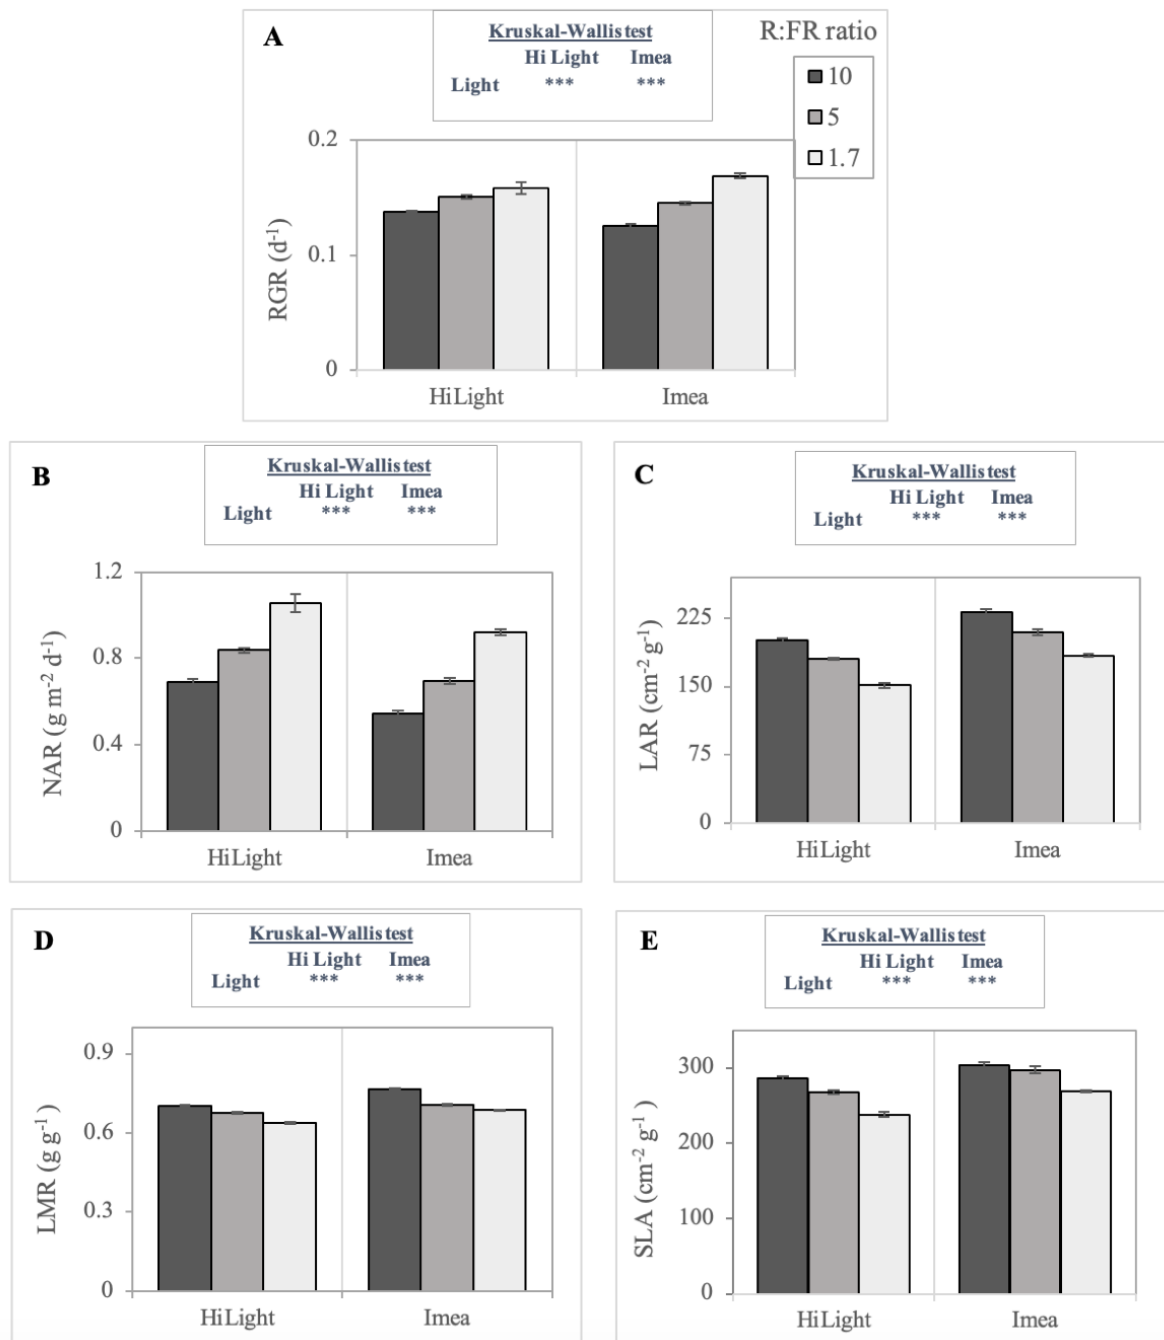 A
Kruskal-Wallis test
Hi Light Imea
Light *** ***
R:FR ratio
10
5
1.7
0.2
0.1
0
RGR (d⁻¹)
HiLight Imea
B
Kruskal-Wallis test
Hi Light Imea
Light *** ***
1.2
0.8
0.4
0
NAR (g m⁻² d⁻¹)
HiLight Imea
C
Kruskal-Wallis test
Hi Light Imea
Light *** ***
225
150
75
0
LAR (cm⁻² g⁻¹)
HiLight Imea
D
Kruskal-Wallis test
Hi Light Imea
Light *** ***
0.9
0.6
0.3
0
LMR (g g⁻¹)
HiLight Imea
E
Kruskal-Wallis test
Hi Light Imea
Light *** ***
300
200
100
0
SLA (cm⁻² g⁻¹)
HiLight Imea